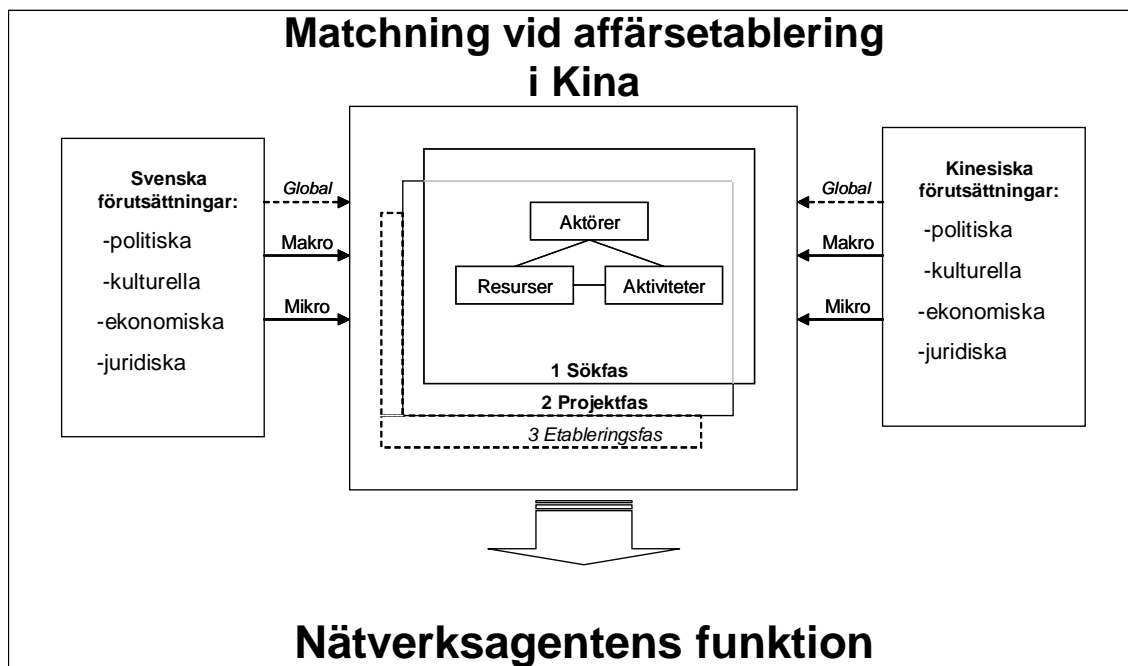 Matchning vid affärsetablering
i Kina
Svenska
förutsättningar:
-politiska
-kulturella
-ekonomiska
-juridiska
Global
Makro
Mikro
Aktörer
Resurser
Aktiviteter
1 Sökfas
2 Projektfas
3 Etableringsfas
Global
Makro
Mikro
Kinesiska
förutsättningar:
-politiska
-kulturella
-ekonomiska
-juridiska
Nätverksagentens funktion